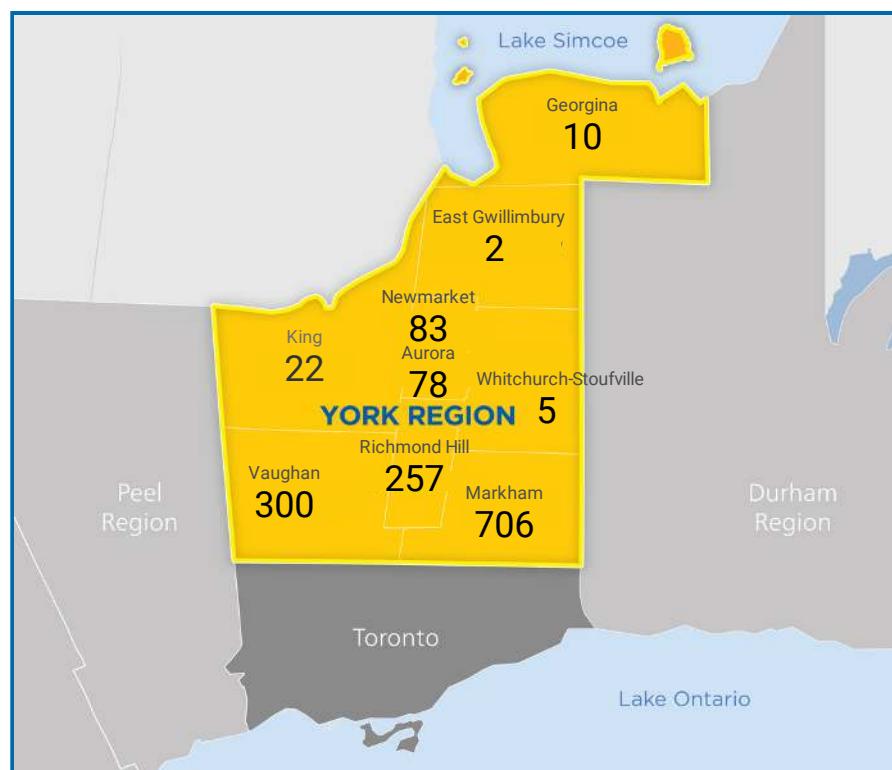 Lake Simcoe
Georgina
10
East Gwillimbury
2
Newmarket
83
King
22
Aurora
78
Whitchurch-Stoufville
5
YORK REGION
Richmond Hill
257
Vaughan
300
Markham
706
Peel
Region
Durham
Region
Toronto
Lake Ontario